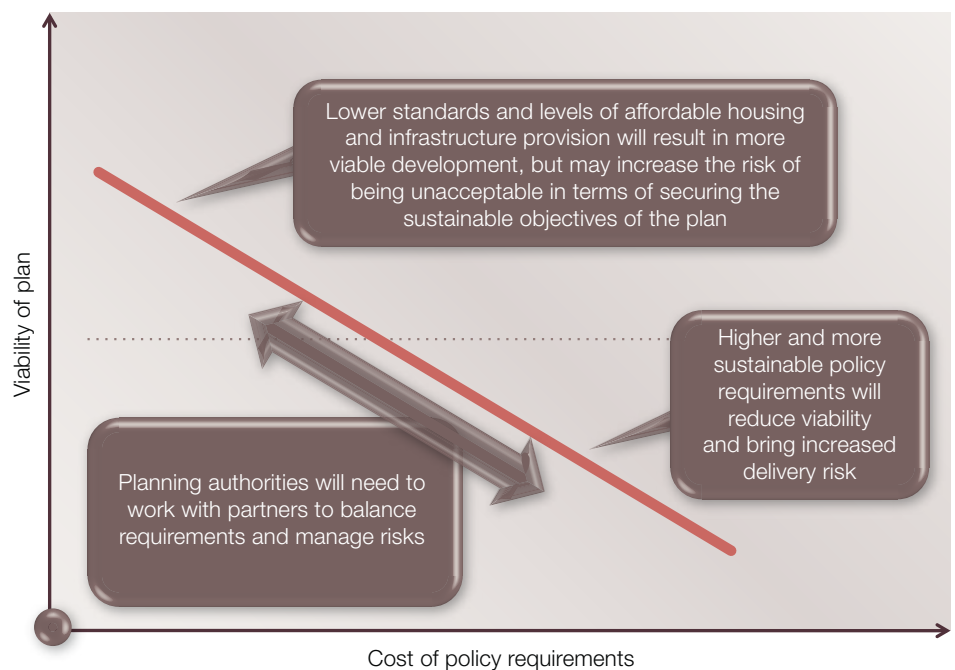 Lower standards and levels of affordable housing
and infrastructure provision will result in more
viable development, but may increase the risk of
being unacceptable in terms of securing the
sustainable objectives of the plan
Viability of plan
Higher and more
sustainable policy
requirements will
reduce viability
and bring increased
delivery risk
Planning authorities will need to
work with partners to balance
requirements and manage risks
Cost of policy requirements